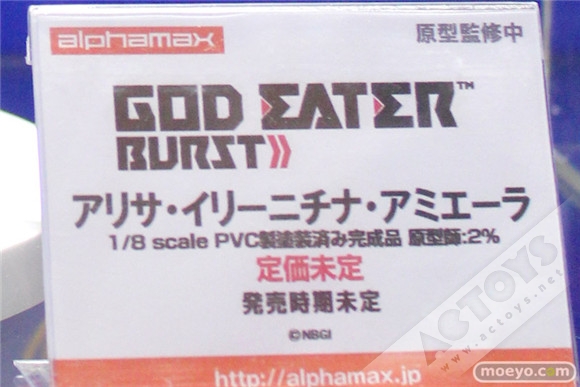 alphamax
原型監修中
GOD EATER™
BURST
アリサ・イリーニチナ・アミエーラ
1/8 scale PVC製塗装済み完成品 原型師:2%
定価未定
発売時期未定
©NBGI
http://alphamax.jp
ACTOYS
www.actoys.net
moeyo.com